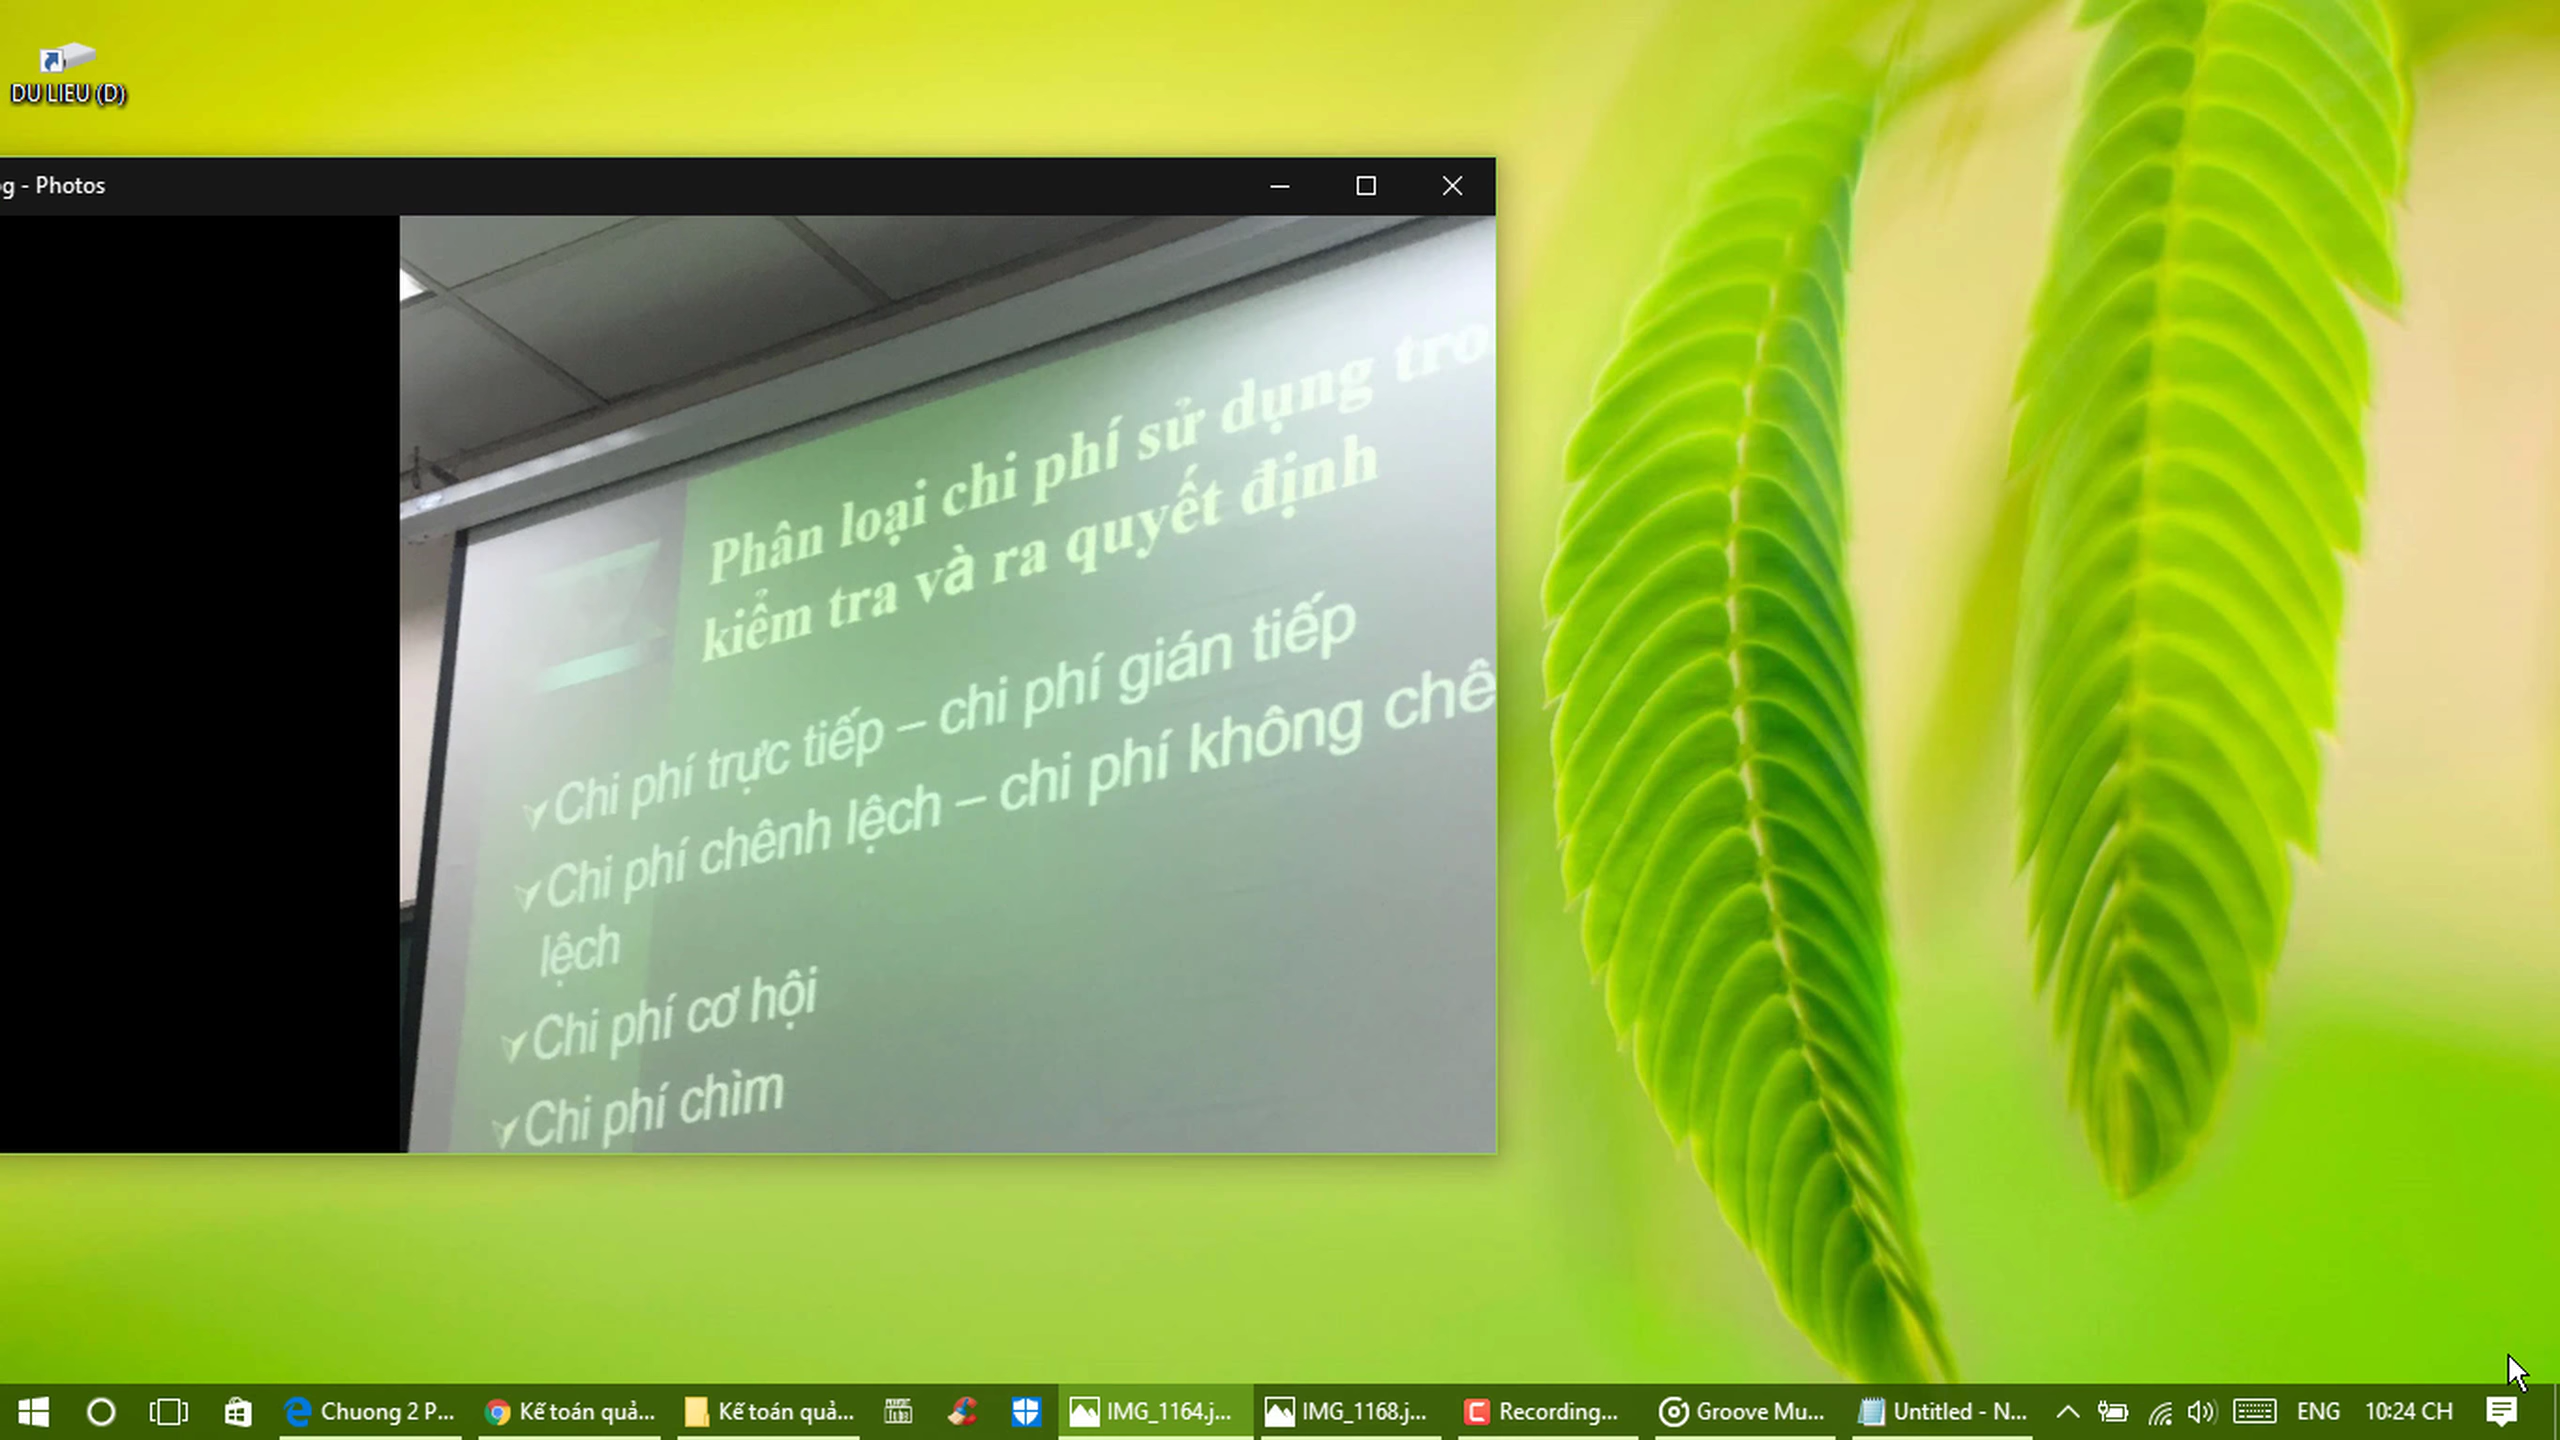 DU LIEU (D)
g - Photos
Phân loại chi phí sử dụng tro
kiểm tra và ra quyết định
Chi phí trực tiếp – chi phí gián tiếp
Chi phí chênh lệch – chi phí không chê
lệch
Chi phí cơ hội
Chi phí chìm
Chuong 2 P...
Kế toán quả...
Kế toán quả...
IMG_1164.j...
IMG_1168.j...
Recording...
Groove Mu...
Untitled - N...
ENG
10:24 CH